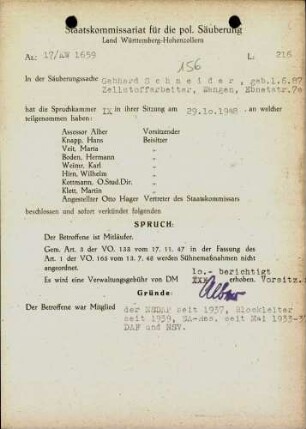 Staatskommissariat für die pol. Säuberung
Land Württemberg-Hohenzollern
Az: 17/AW 1659 L: 216
156
In der Säuberungssache Gebhard Schneider, geb.1.6.87
Zellstoffarbeiter, Wangen, Ebnetstr.7a
hat die Spruchkammer IX in ihrer Sitzung am 29.10.1948 , an welcher
teilgenommen haben:
Assessor Alber Vorsitzender
Knapp, Hans Beisitzer
Veit, Maria „
Boden, Hermann „
Weimr, Karl „
Hirn, Wilhelm „
Kettmann, O.Stud.Dir. „
Klett, Martin „
Angestellter Otto Hager Vertreter des Staatskommissars
beschlossen und sofort verkündet folgenden
SPRUCH:
Der Betroffene ist Mitläufer.
Gem. Art. 3 der VO. 133 vom 17. 11. 47 in der Fassung des
Art. 1 der VO. 165 vom 13. 7. 48 werden Sühnemaßnahmen nicht
angeordnet.
10.- berichtigt
Es wird eine Verwaltungsgebühr von DM XXX erhoben. Vorsitz.
Gründe:
Alber
Der Betroffene war Mitglied der NSDAP seit 1937, Blockleiter
seit 1939, SA-Res. seit Mai 1933-3
DAF und NSV.